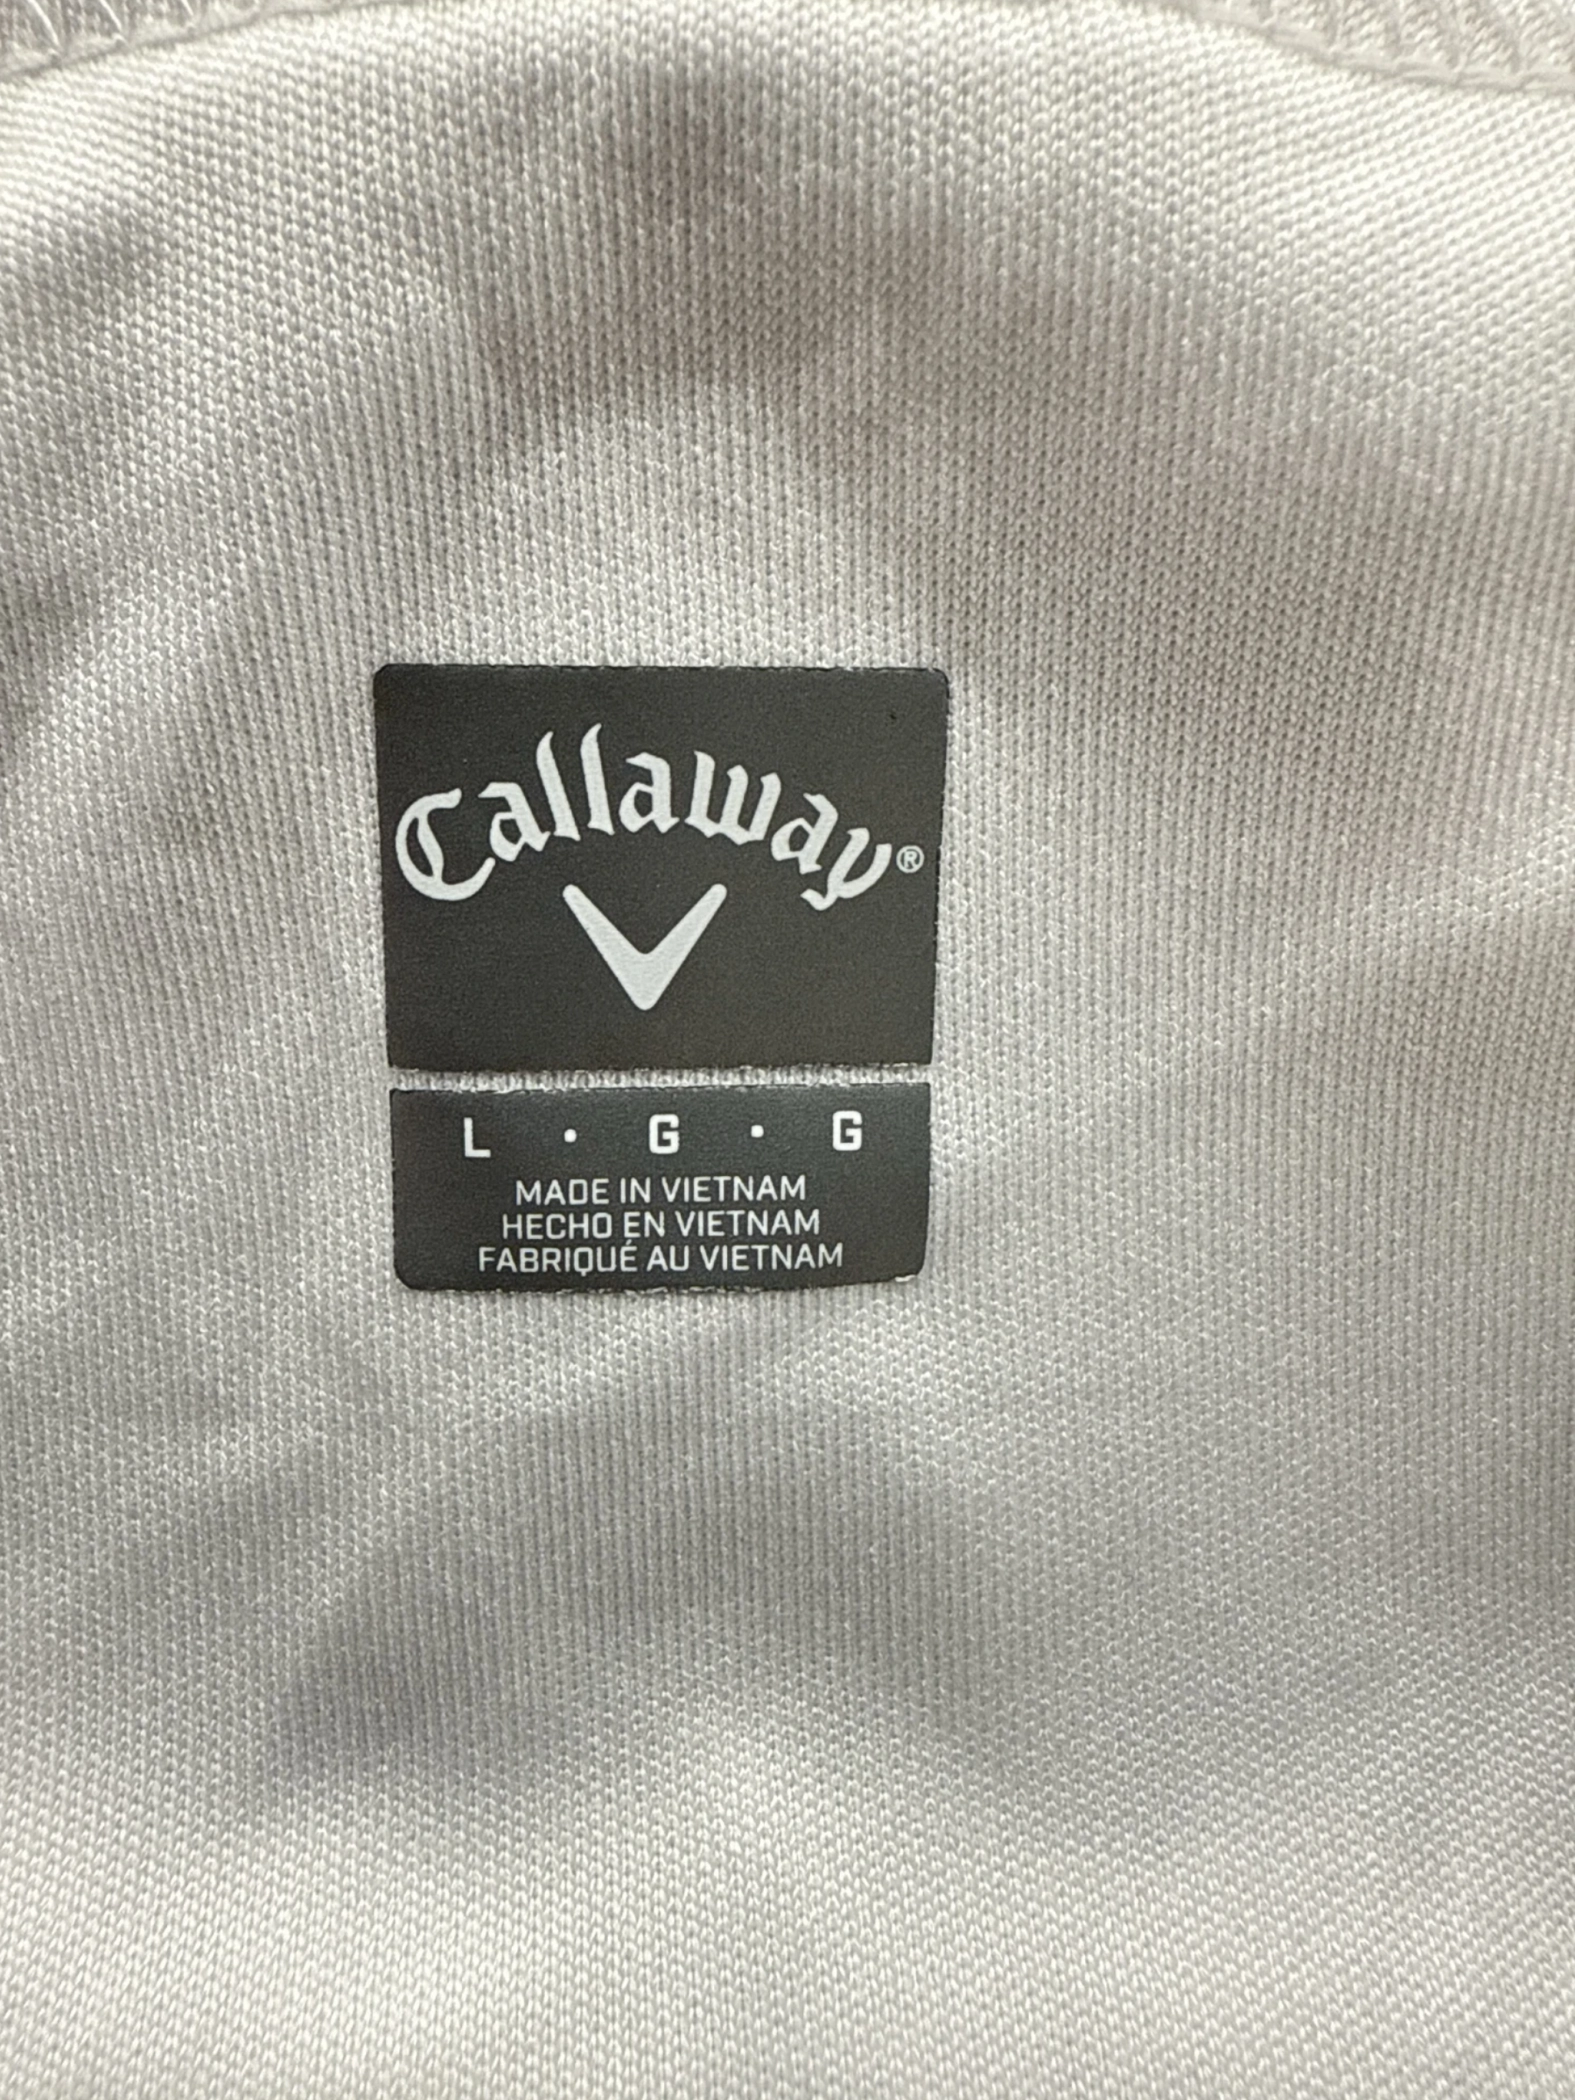 Callaway®
L · G · G
MADE IN VIETNAM
HECHO EN VIETNAM
FABRIQUÉ AU VIETNAM